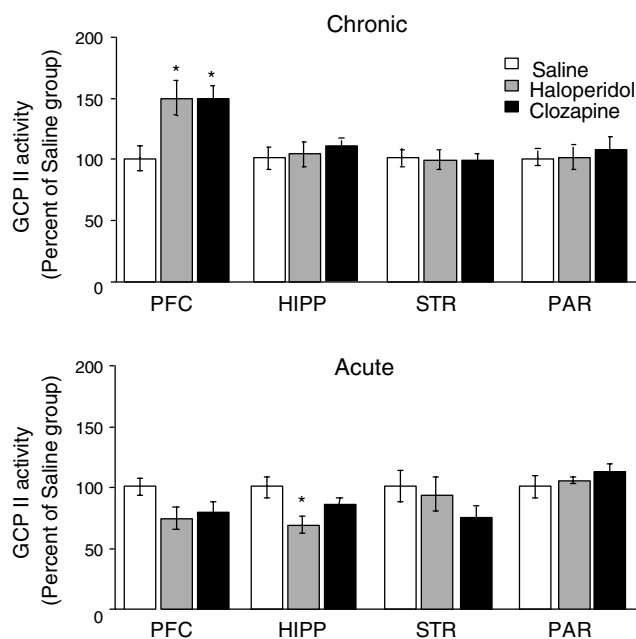 Chronic
200
150
100
50
0
GCP II activity
(Percent of Saline group)
* *
Saline
Haloperidol
Clozapine
PFC HIPP STR PAR
Acute
200
150
100
50
0
GCP II activity
(Percent of Saline group)
*
PFC HIPP STR PAR